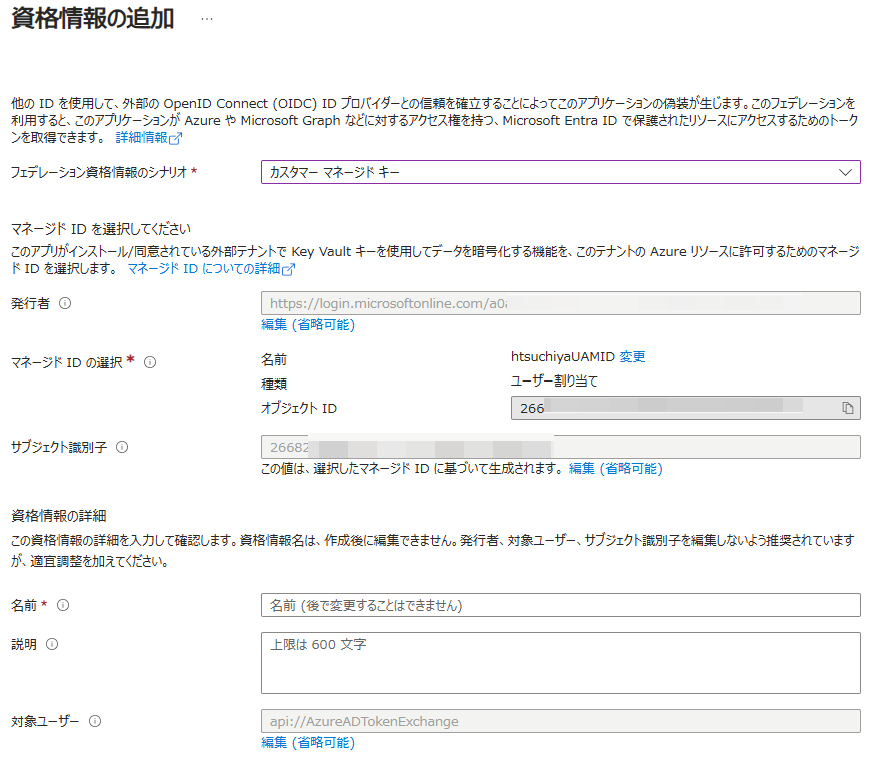 資格情報の追加 …
他の ID を使用して、外部の OpenID Connect (OIDC) ID プロバイダーとの信頼を確立することによってこのアプリケーションの偽装が生じます。このフェデレーションを
利用すると、このアプリケーションが Azure や Microsoft Graph などに対するアクセス権を持つ、Microsoft Entra ID で保護されたリソースにアクセスするためのトーク
ンを取得できます。 詳細情報
フェデレーション資格情報のシナリオ *
カスタマー マネージド キー
マネージド ID を選択してください
このアプリがインストール/同意されている外部テナントで Key Vault キーを使用してデータを暗号化する機能を、このテナントの Azure リソースに許可するためのマネージ
ド ID を選択します。 マネージド ID についての詳細
発行者
https://login.microsoftonline.com/a0
編集 (省略可能)
マネージド ID の選択 *
名前 htsuchiyaUAMID 変更
種類 ユーザー割り当て
オブジェクト ID 266
サブジェクト識別子
26682
この値は、選択したマネージド ID に基づいて生成されます。 編集 (省略可能)
資格情報の詳細
この資格情報の詳細を入力して確認します。資格情報名は、作成後に編集できません。発行者、対象ユーザー、サブジェクト識別子を編集しないよう推奨されています
が、適宜調整を加えてください。
名前 *
名前 (後で変更することはできません)
説明
上限は 600 文字
対象ユーザー
api://AzureADTokenExchange
編集 (省略可能)